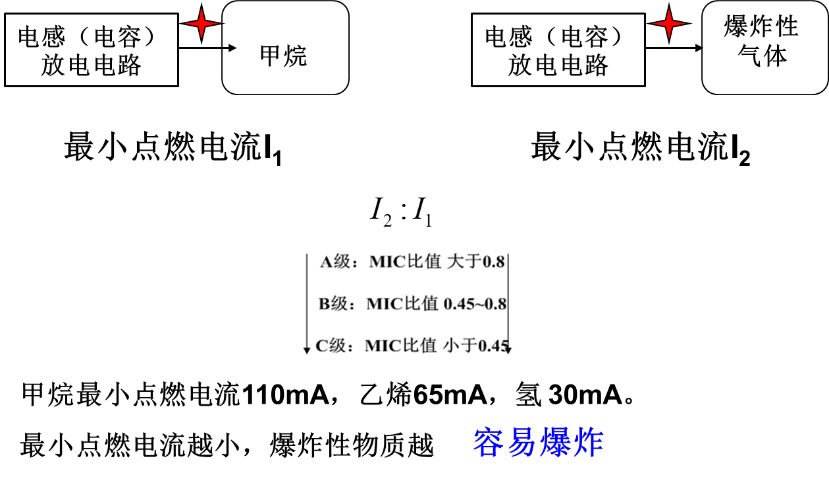 电感（电容）
放电电路
甲烷
电感（电容）
放电电路
爆炸性
气体
最小点燃电流I1
最小点燃电流I2
I2 : I1
A级：MIC比值 大于0.8
B级：MIC比值 0.45~0.8
C级：MIC比值 小于0.45
甲烷最小点燃电流110mA，乙烯65mA，氢 30mA。
最小点燃电流越小，爆炸性物质越 容易爆炸